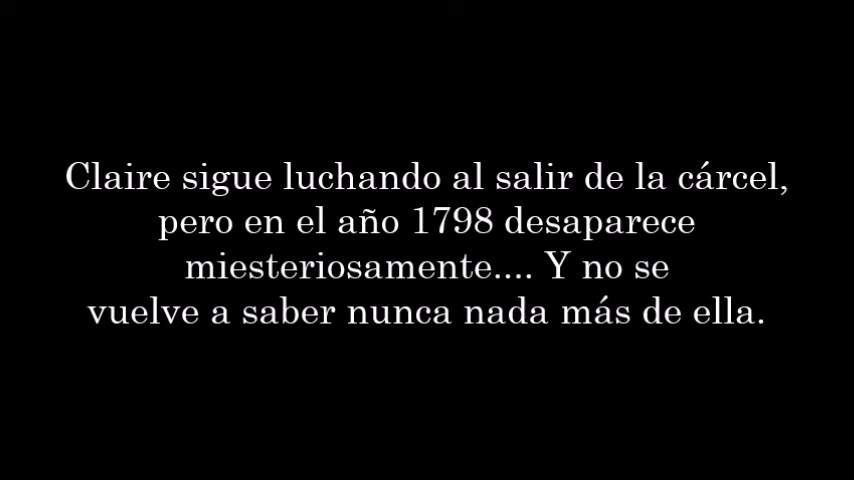 Claire sigue luchando al salir de la cárcel,
pero en el año 1798 desaparece
miesteriosamente.... Y no se
vuelve a saber nunca nada más de ella.